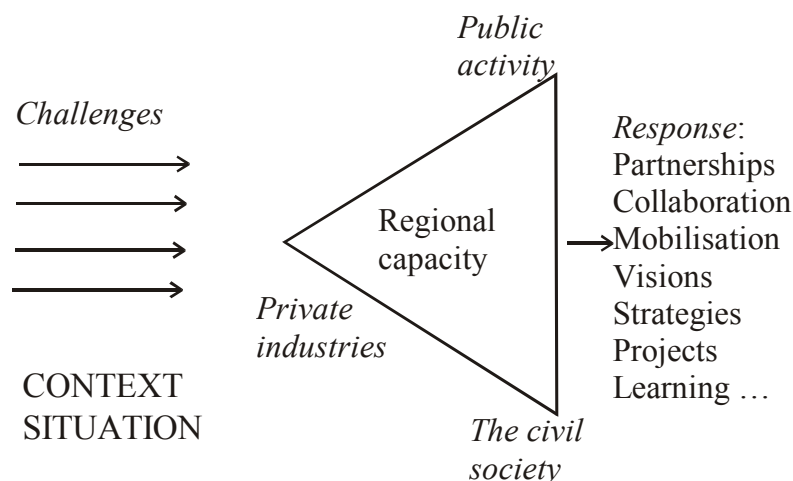 Public
activity
Challenges
Response:
Partnerships
Collaboration
Mobilisation
Visions
Strategies
Projects
Learning …
Regional
capacity
Private
industries
CONTEXT
SITUATION
The civil
society